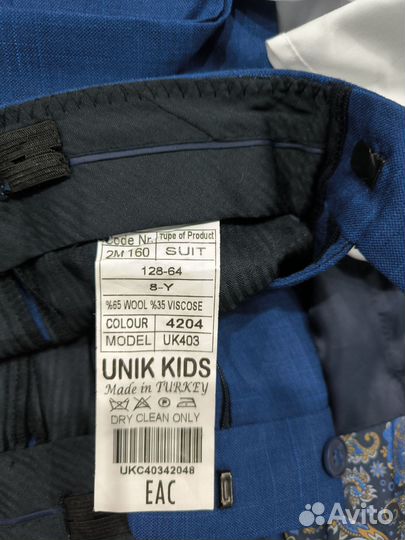 Code Nr. Type of Product
2M 160 SUIT
128-64
8-Y
%65 WOOL %35 VISCOSE
COLOUR 4204
MODEL UK403
UNIK KIDS
Made in TURKEY
DRY CLEAN ONLY
UKC40342048
EAC
Avito